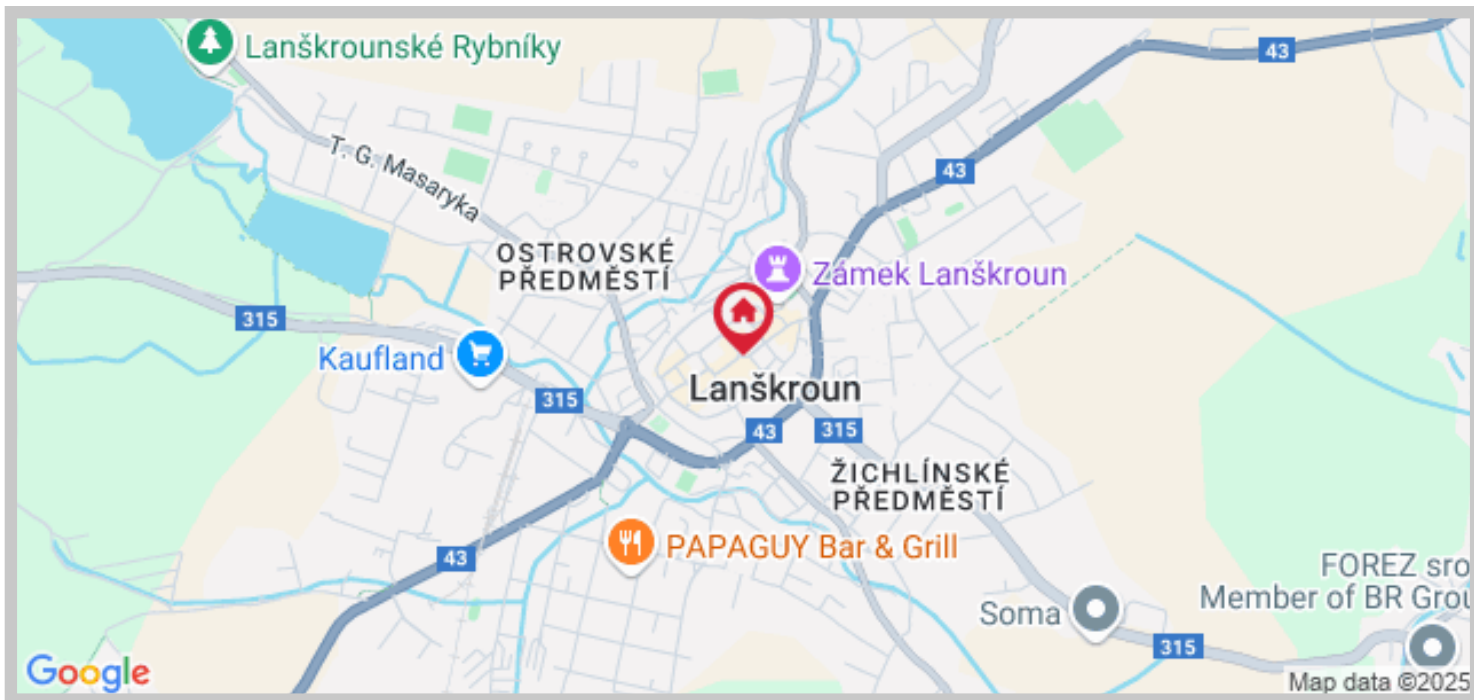 Lanškrounské Rybníky
43
T. G. Masaryka
43
OSTROVSKÉ
PŘEDMĚSTÍ
Zámek Lanškroun
315
Kaufland
Lanškroun
315
43
315
ŽICHLÍNSKÉ
PŘEDMĚSTÍ
43
PAPAGUY Bar & Grill
FOREZ sro
Member of BR Grou
Soma
315
Google
Map data ©2025